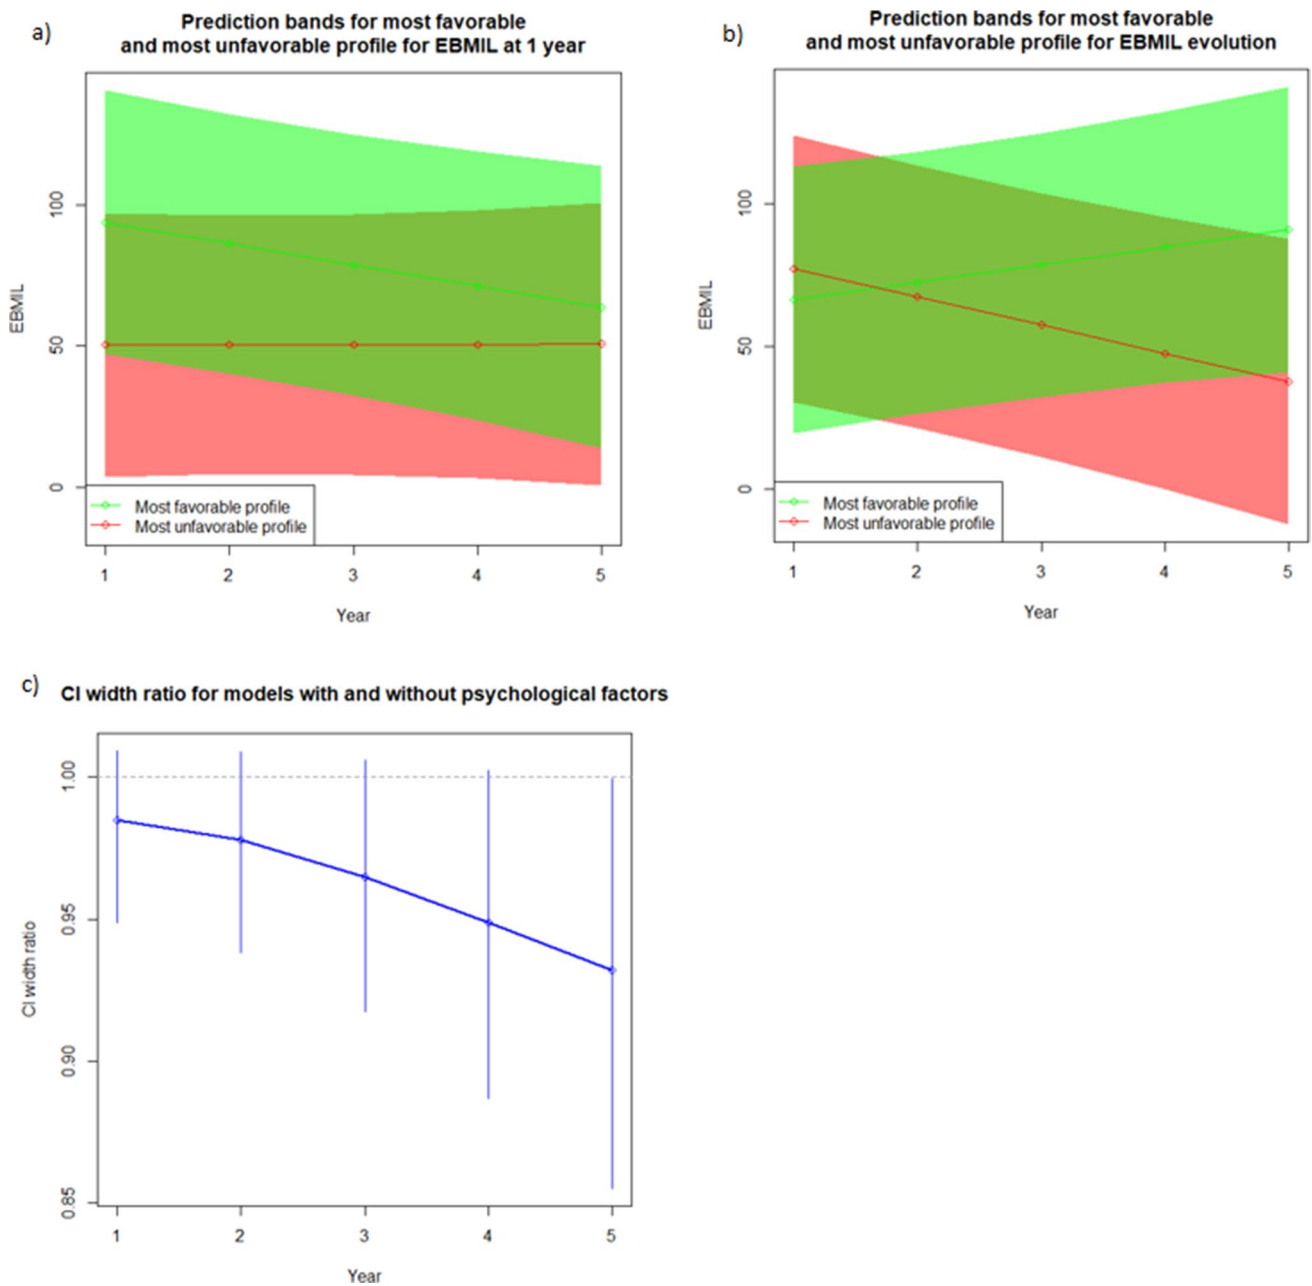 a)
Prediction bands for most favorable
and most unfavorable profile for EBMIL at 1 year
EBMIL
100
50
0
Most favorable profile
Most unfavorable profile
1 2 3 4 5
Year
b)
Prediction bands for most favorable
and most unfavorable profile for EBMIL evolution
EBMIL
100
50
0
Most favorable profile
Most unfavorable profile
1 2 3 4 5
Year
c)
CI width ratio for models with and without psychological factors
CI width ratio
1.00
0.95
0.90
0.85
1 2 3 4 5
Year